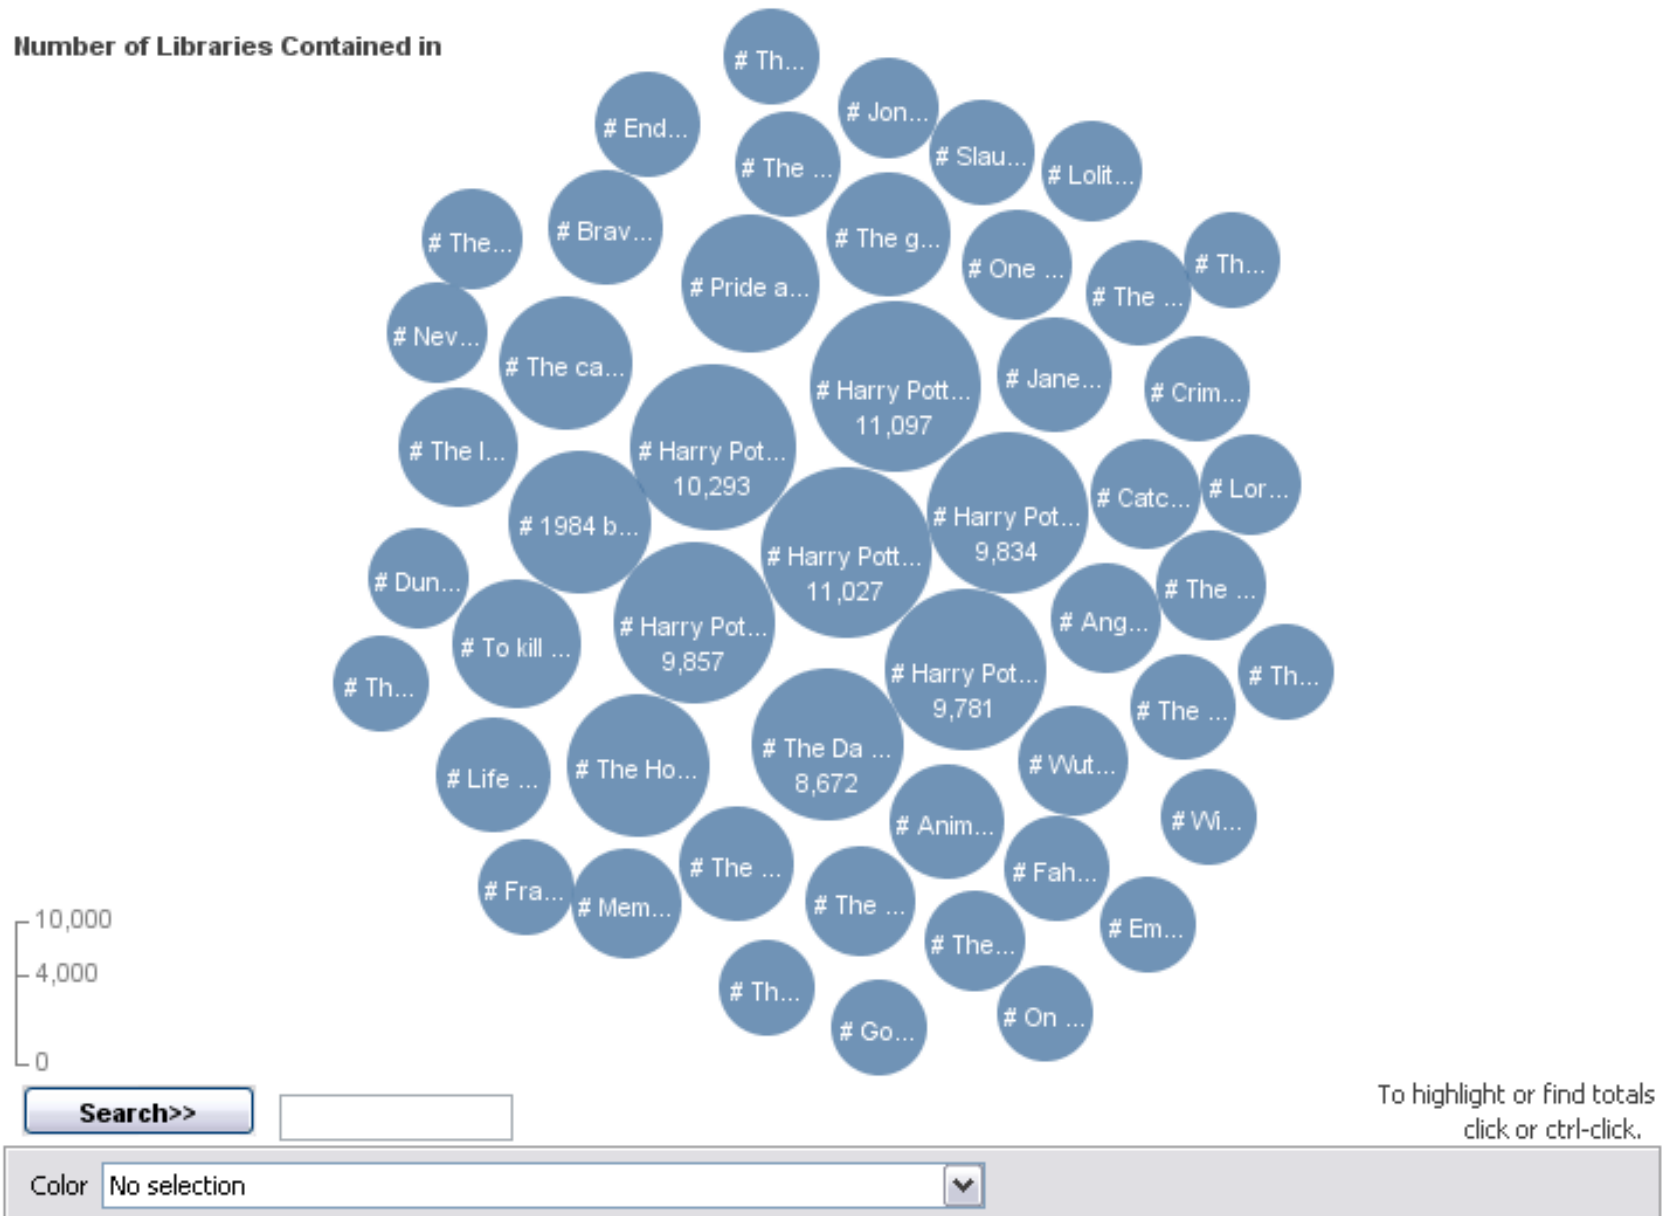 Number of Libraries Contained in
# Th...
# Jon...
# End...
# The ...
# Slau...
# Lolit...
# The...
# Brav...
# The g...
# One ...
# Th...
# Pride a...
# The ...
# Nev...
# The ca...
# Jane...
# Crim...
# Harry Pott...
11,097
# The l...
# Harry Pot...
10,293
# Catc...
# Lor...
# 1984 b...
# Harry Pot...
9,834
# Harry Pott...
11,027
# Dun...
# The ...
# Ang...
# To kill ...
# Harry Pot...
9,857
# Harry Pot...
9,781
# Th...
# Th...
# The ...
# Life ...
# The Ho...
# The Da ...
8,672
# Wut...
# Anim...
# Wi...
# The ...
# Fah...
# Fra...
# Mem...
# The ...
# The...
# Em...
# Th...
# Go...
# On ...
10,000
4,000
0
Search>>
To highlight or find totals
click or ctrl-click.
Color No selection